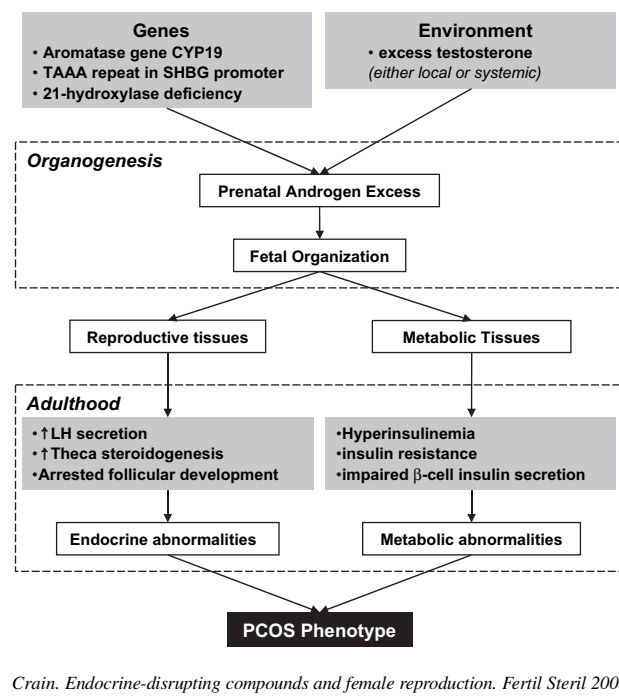 Genes
• Aromatase gene CYP19
• TAAA repeat in SHBG promoter
• 21-hydroxylase deficiency
Environment
• excess testosterone
(either local or systemic)
Organogenesis
Prenatal Androgen Excess
Fetal Organization
Reproductive tissues
Metabolic Tissues
Adulthood
•↑LH secretion
•↑Theca steroidogenesis
•Arrested follicular development
•Hyperinsulinemia
•insulin resistance
•impaired β-cell insulin secretion
Endocrine abnormalities
Metabolic abnormalities
PCOS Phenotype
Crain. Endocrine-disrupting compounds and female reproduction. Fertil Steril 200